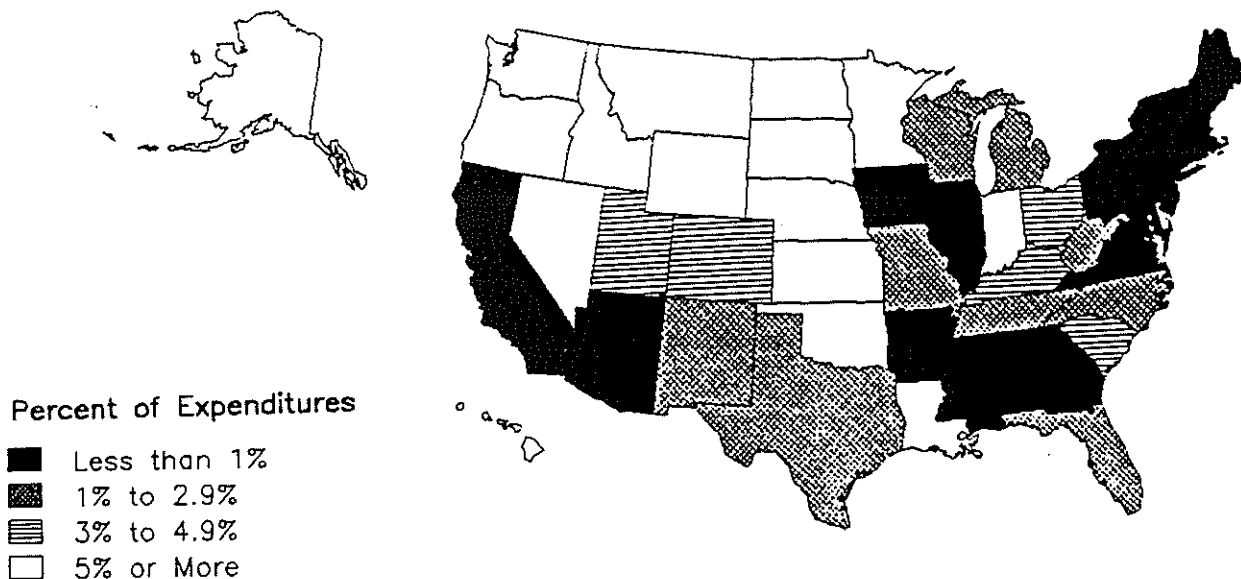 Percent of Expenditures
Less than 1%
1% to 2.9%
3% to 4.9%
5% or More